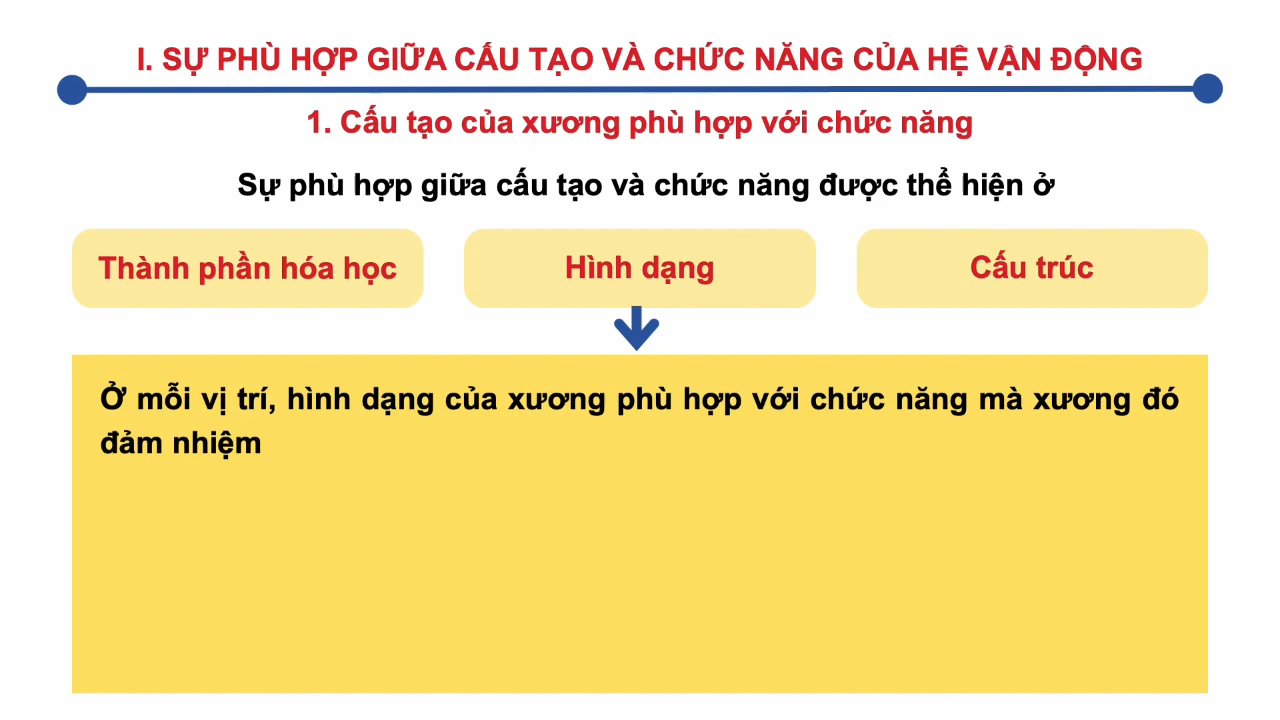 I. SỰ PHÙ HỢP GIỮA CẤU TẠO VÀ CHỨC NĂNG CỦA HỆ VẬN ĐỘNG
1. Cấu tạo của xương phù hợp với chức năng
Sự phù hợp giữa cấu tạo và chức năng được thể hiện ở
Thành phần hóa học
Hình dạng
Cấu trúc
Ở mỗi vị trí, hình dạng của xương phù hợp với chức năng mà xương đó
đảm nhiệm